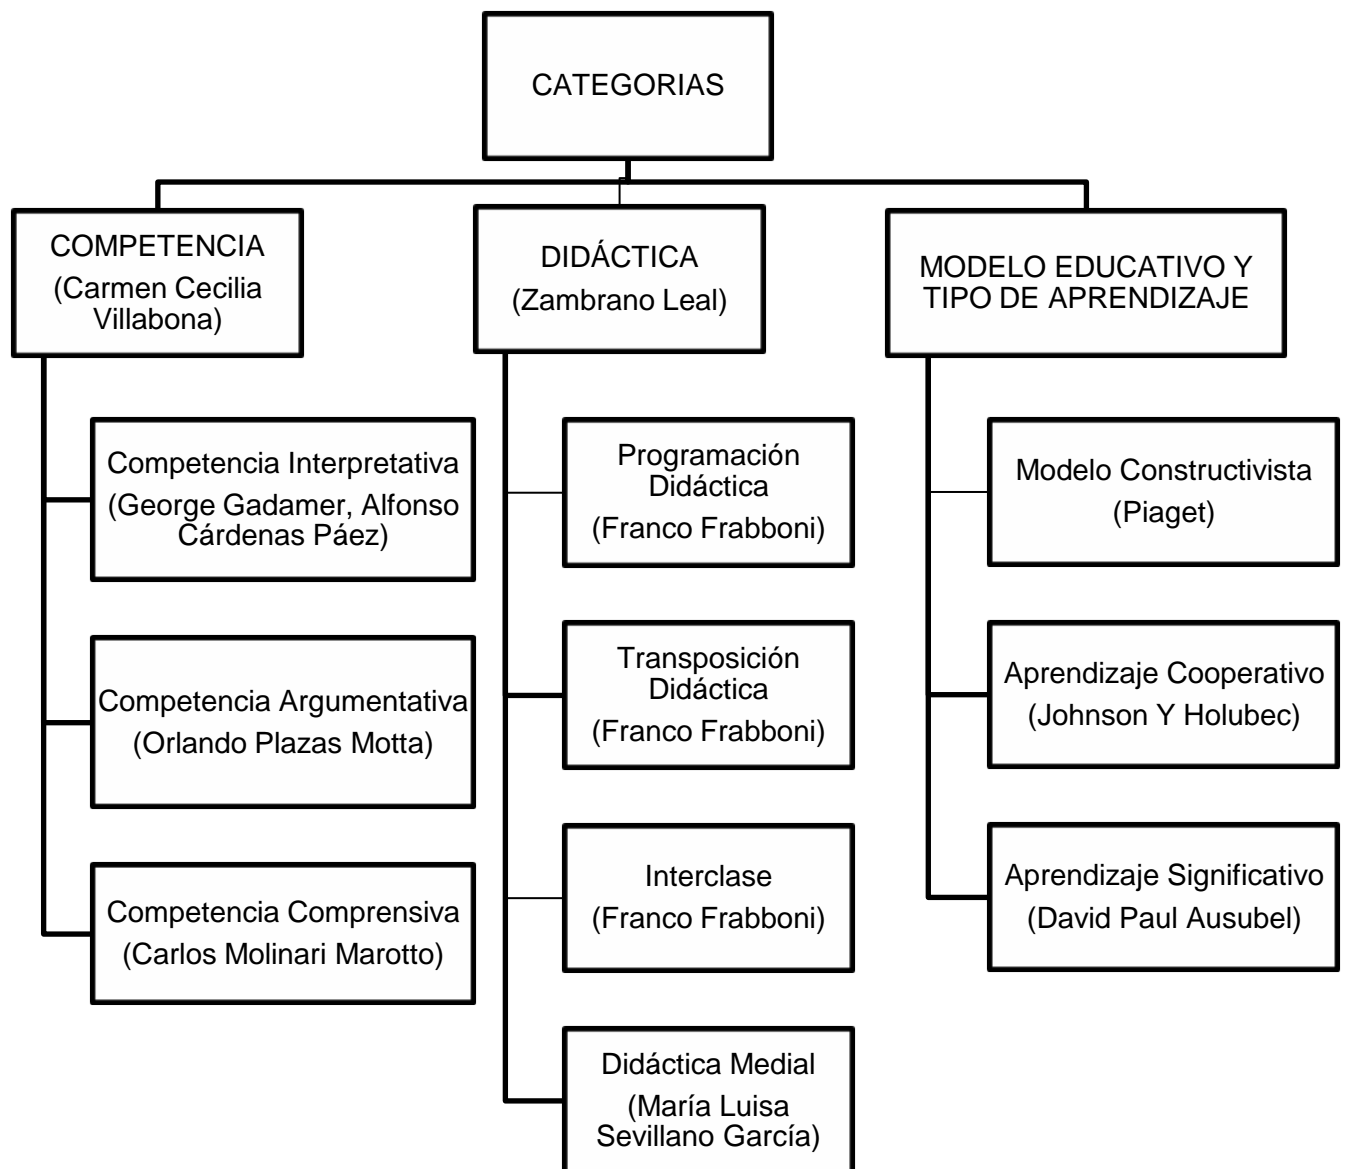 CATEGORIAS
COMPETENCIA
(Carmen Cecilia
Villabona)
Competencia Interpretativa
(George Gadamer, Alfonso
Cárdenas Páez)
Competencia Argumentativa
(Orlando Plazas Motta)
Competencia Comprensiva
(Carlos Molinari Marotto)
DIDÁCTICA
(Zambrano Leal)
Programación
Didáctica
(Franco Frabboni)
Transposición
Didáctica
(Franco Frabboni)
Interclase
(Franco Frabboni)
Didáctica Medial
(María Luisa
Sevillano García)
MODELO EDUCATIVO Y
TIPO DE APRENDIZAJE
Modelo Constructivista
(Piaget)
Aprendizaje Cooperativo
(Johnson Y Holubec)
Aprendizaje Significativo
(David Paul Ausubel)